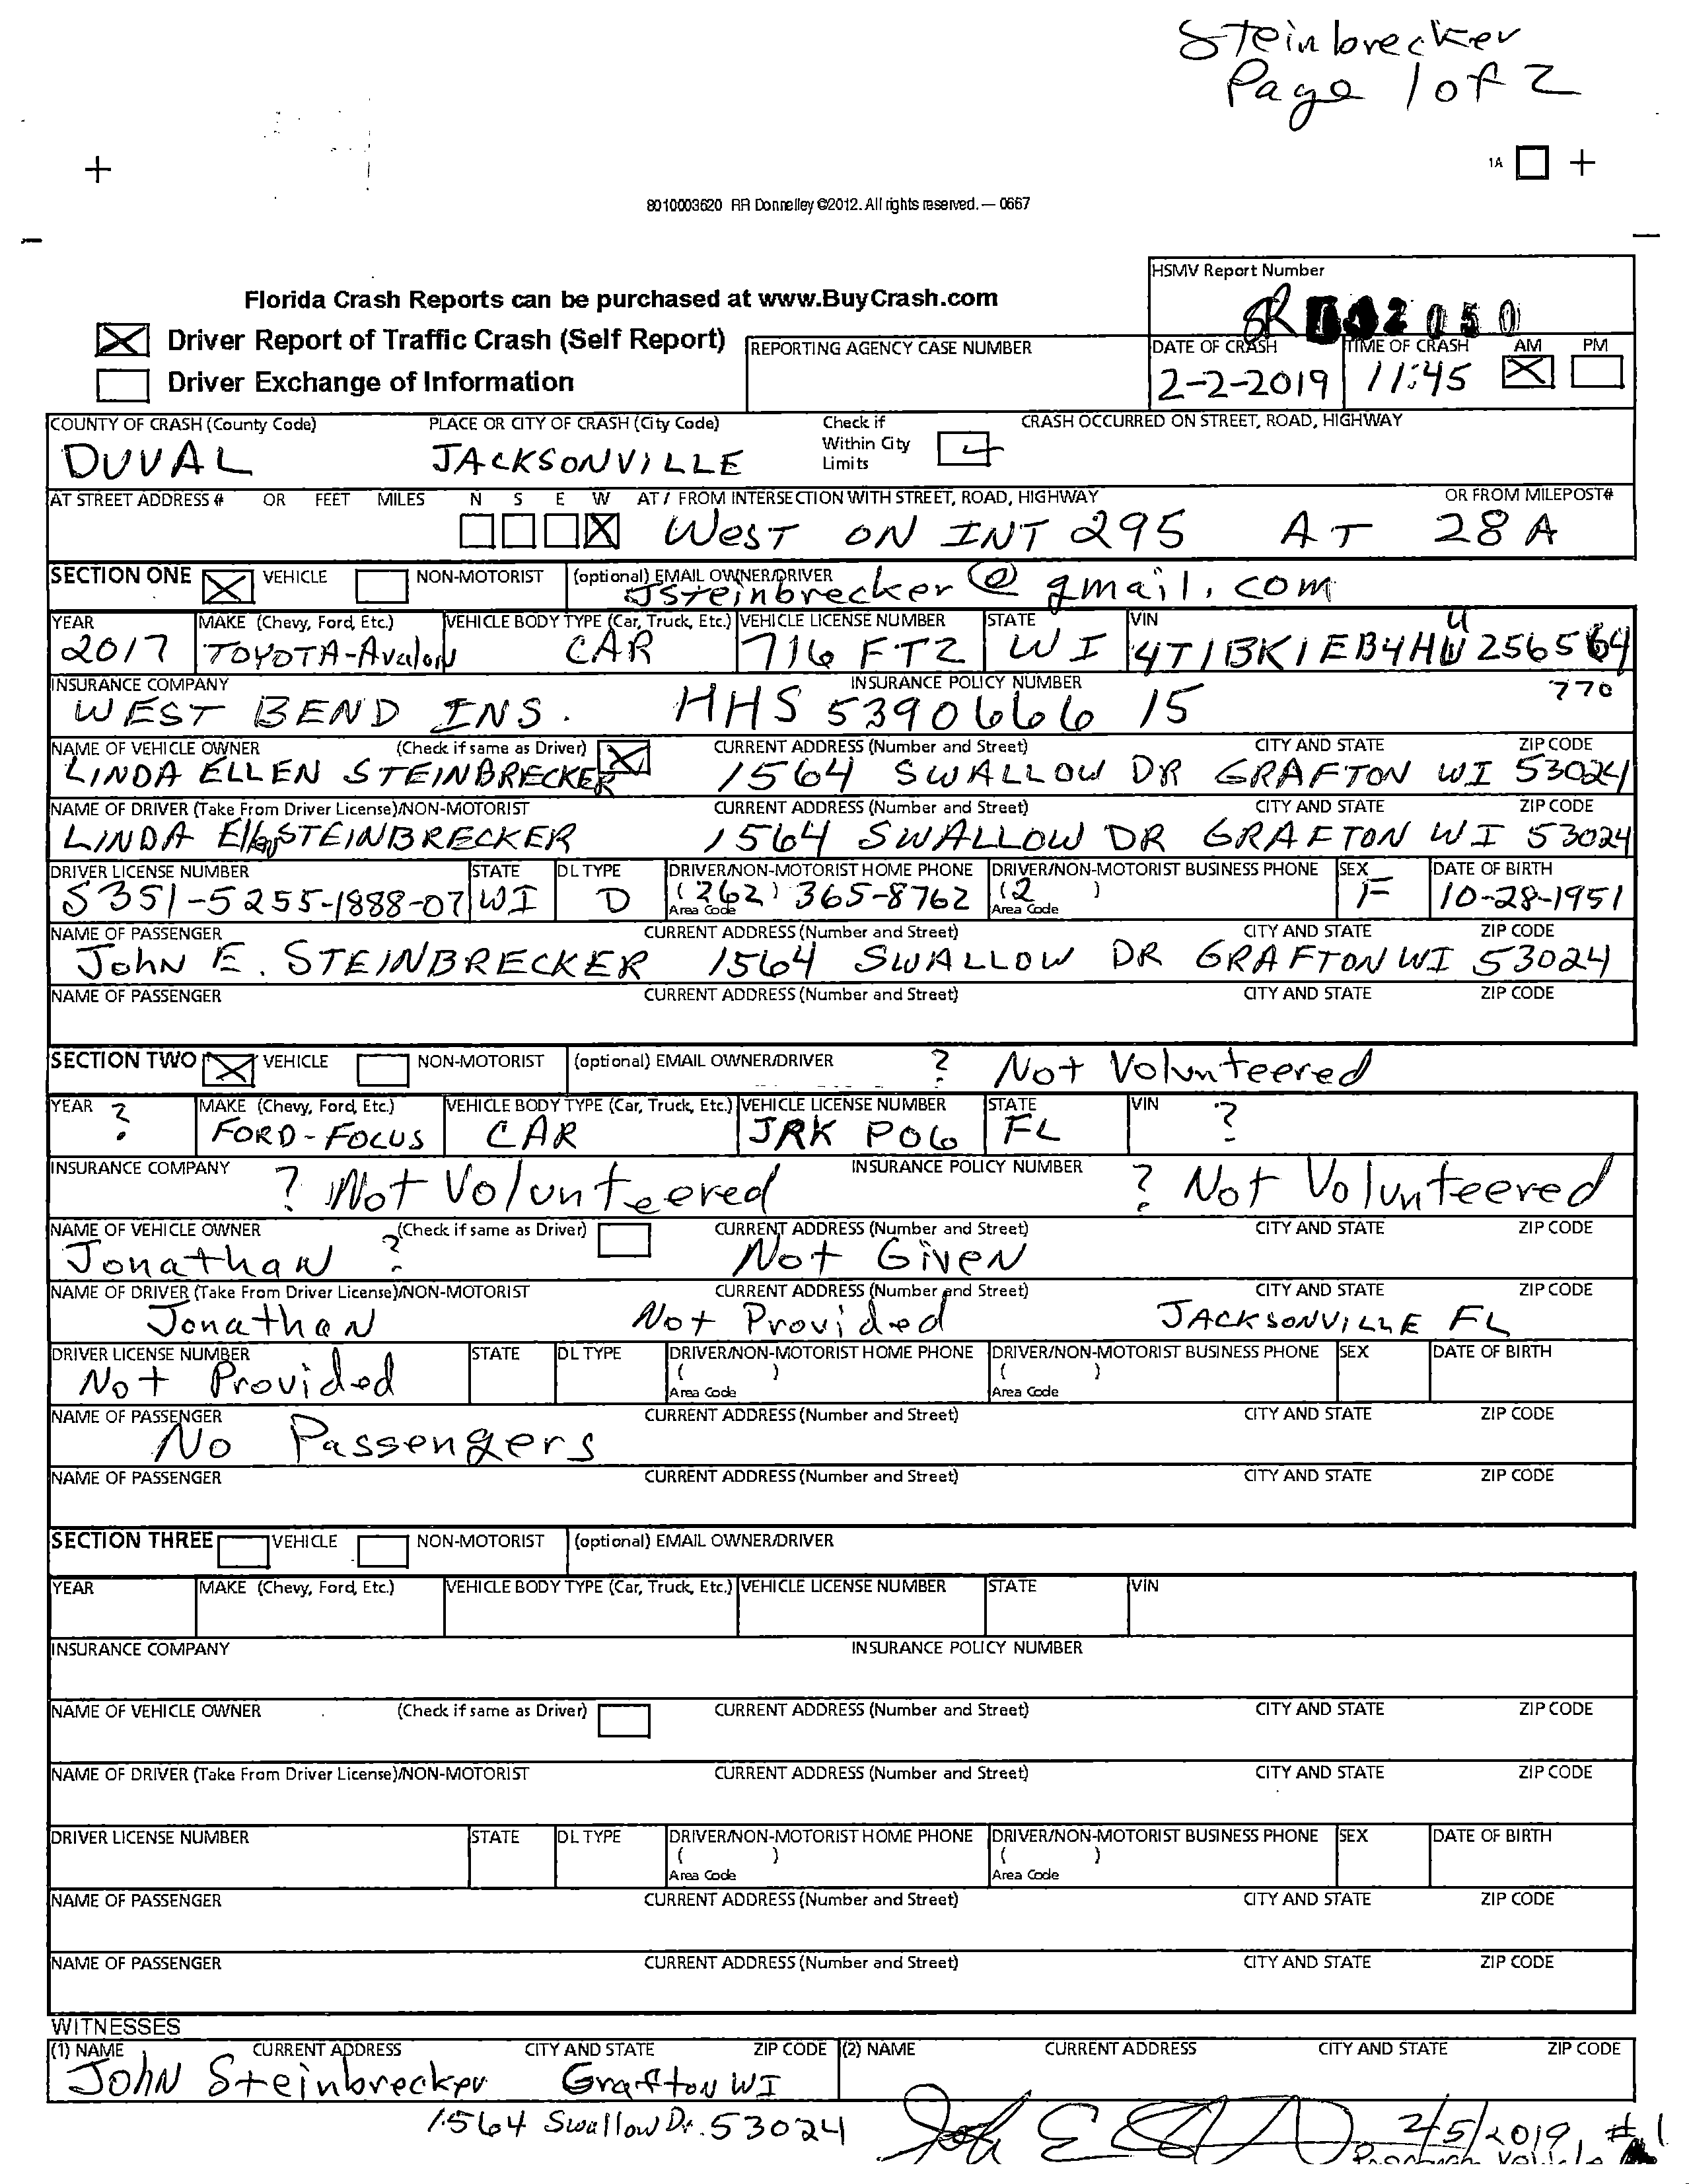 Steinbrecker
Page 1 of 2
1A
8010003620 RR Donnelley ©2012. All rights reserved. — 0667
HSMV Report Number
Florida Crash Reports can be purchased at www.BuyCrash.com
Driver Report of Traffic Crash (Self Report)
REPORTING AGENCY CASE NUMBER
DATE OF CRASH TIME OF CRASH AM PM
Driver Exchange of Information
2-2-2019 11:45
COUNTY OF CRASH (County Code) PLACE OR CITY OF CRASH (City Code) Check if Within City Limits CRASH OCCURRED ON STREET, ROAD, HIGHWAY
DUVAL JACKSONVILLE
AT STREET ADDRESS # OR FEET MILES N S E W AT / FROM INTERSECTION WITH STREET, ROAD, HIGHWAY OR FROM MILEPOST#
WEST ON INT 295 AT 28A
SECTION ONE VEHICLE NON-MOTORIST (optional) EMAIL OWNER/DRIVER
Jsteinbrecker@gmail.com
YEAR MAKE (Chevy, Ford, Etc.) VEHICLE BODY TYPE (Car, Truck, Etc.) VEHICLE LICENSE NUMBER STATE VIN
2017 TOYOTA-Avalon CAR 716 FTZ WI 4T1BK1EB4HU256564
INSURANCE COMPANY INSURANCE POLICY NUMBER 770
WEST BEND INS. HHS 5390666 15
NAME OF VEHICLE OWNER (Check if same as Driver) CURRENT ADDRESS (Number and Street) CITY AND STATE ZIP CODE
LINDA ELLEN STEINBRECKER 1564 SWALLOW DR GRAFTON WI 53024
NAME OF DRIVER (Take From Driver License)/NON-MOTORIST CURRENT ADDRESS (Number and Street) CITY AND STATE ZIP CODE
LINDA Ellen STEINBRECKER 1564 SWALLOW DR GRAFTON WI 53024
DRIVER LICENSE NUMBER STATE DL TYPE DRIVER/NON-MOTORIST HOME PHONE DRIVER/NON-MOTORIST BUSINESS PHONE SEX DATE OF BIRTH
S351-5255-1888-07 WI D (262) 365-8762 (2 ) F 10-28-1951
Area Code Area Code
NAME OF PASSENGER CURRENT ADDRESS (Number and Street) CITY AND STATE ZIP CODE
John E. STEINBRECKER 1564 SWALLOW DR GRAFTON WI 53024
NAME OF PASSENGER CURRENT ADDRESS (Number and Street) CITY AND STATE ZIP CODE
SECTION TWO VEHICLE NON-MOTORIST (optional) EMAIL OWNER/DRIVER ? Not Volunteered
YEAR MAKE (Chevy, Ford, Etc.) VEHICLE BODY TYPE (Car, Truck, Etc.) VEHICLE LICENSE NUMBER STATE VIN
? FORD-FOCUS CAR JRK P06 FL ?
INSURANCE COMPANY INSURANCE POLICY NUMBER
? Not Volunteered ? Not Volunteered
NAME OF VEHICLE OWNER (Check if same as Driver) CURRENT ADDRESS (Number and Street) CITY AND STATE ZIP CODE
Jonathan ? Not Given
NAME OF DRIVER (Take From Driver License)/NON-MOTORIST CURRENT ADDRESS (Number and Street) CITY AND STATE ZIP CODE
Jonathan Not Provided JACKSONVILLE FL
DRIVER LICENSE NUMBER STATE DL TYPE DRIVER/NON-MOTORIST HOME PHONE DRIVER/NON-MOTORIST BUSINESS PHONE SEX DATE OF BIRTH
Not Provided ( ) ( )
Area Code Area Code
NAME OF PASSENGER CURRENT ADDRESS (Number and Street) CITY AND STATE ZIP CODE
No Passengers
NAME OF PASSENGER CURRENT ADDRESS (Number and Street) CITY AND STATE ZIP CODE
SECTION THREE VEHICLE NON-MOTORIST (optional) EMAIL OWNER/DRIVER
YEAR MAKE (Chevy, Ford, Etc.) VEHICLE BODY TYPE (Car, Truck, Etc.) VEHICLE LICENSE NUMBER STATE VIN
INSURANCE COMPANY INSURANCE POLICY NUMBER
NAME OF VEHICLE OWNER (Check if same as Driver) CURRENT ADDRESS (Number and Street) CITY AND STATE ZIP CODE
NAME OF DRIVER (Take From Driver License)/NON-MOTORIST CURRENT ADDRESS (Number and Street) CITY AND STATE ZIP CODE
DRIVER LICENSE NUMBER STATE DL TYPE DRIVER/NON-MOTORIST HOME PHONE DRIVER/NON-MOTORIST BUSINESS PHONE SEX DATE OF BIRTH
( ) ( )
Area Code Area Code
NAME OF PASSENGER CURRENT ADDRESS (Number and Street) CITY AND STATE ZIP CODE
NAME OF PASSENGER CURRENT ADDRESS (Number and Street) CITY AND STATE ZIP CODE
WITNESSES
(1) NAME CURRENT ADDRESS CITY AND STATE ZIP CODE (2) NAME CURRENT ADDRESS CITY AND STATE ZIP CODE
John Steinbrecker Grafton WI
1564 Swallow Dr. 53024 2/5/2019 #1